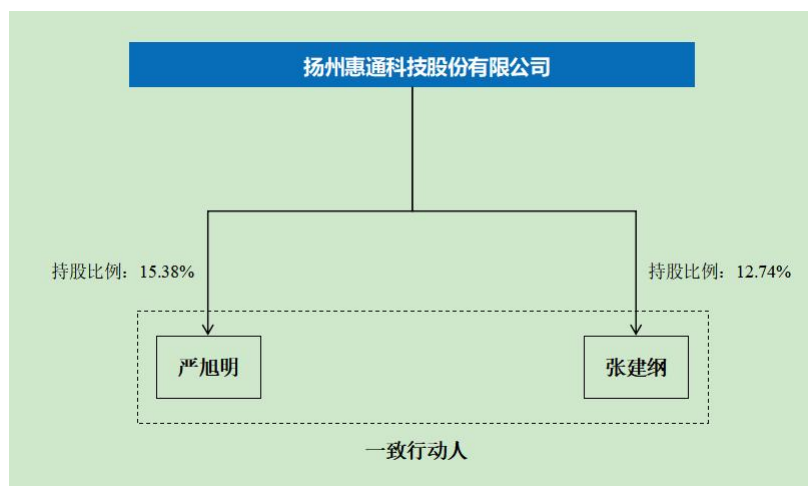 扬州惠通科技股份有限公司
持股比例：15.38%
持股比例：12.74%
严旭明
张建纲
一致行动人